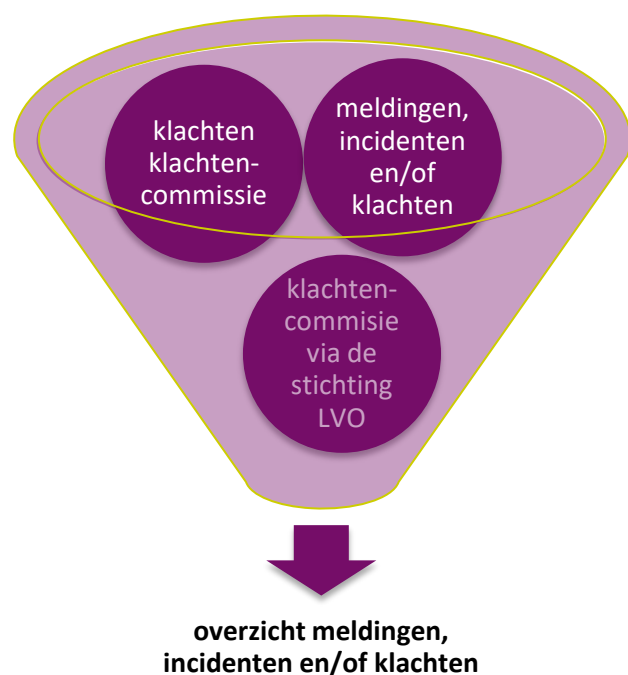 klachten
klachten-
commissie
meldingen,
incidenten
en/of
klachten
klachten-
commisie
via de
stichting
LVO
overzicht meldingen,
incidenten en/of klachten